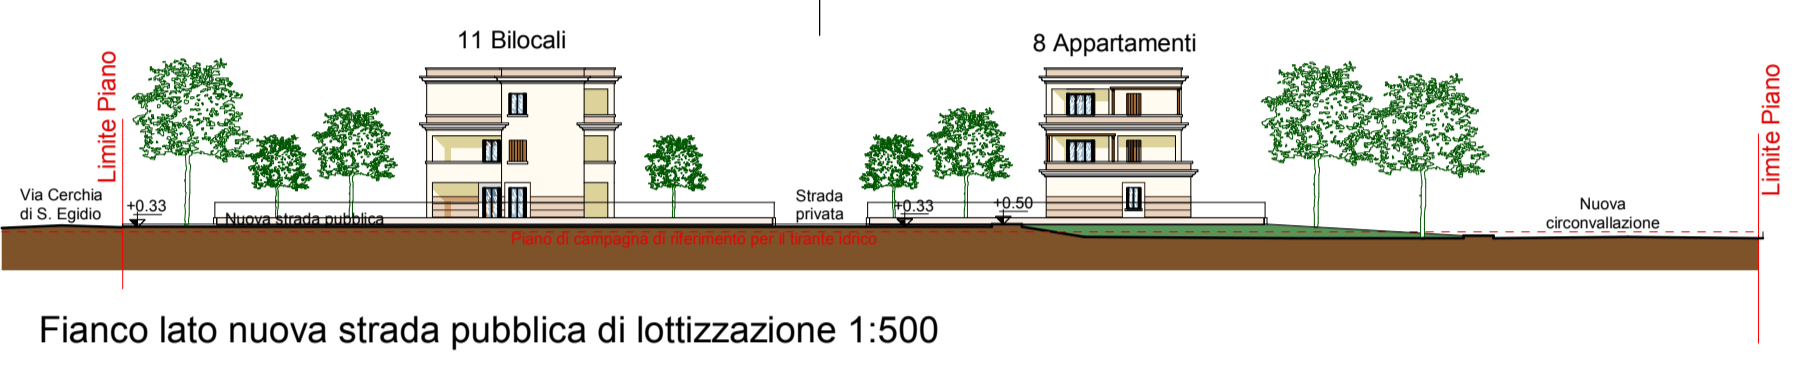 11 Bilocali
8 Appartamenti
Limite Piano
Limite Piano
Via Cerchia
di S. Egidio
+0.33
Nuova strada pubblica
Strada
privata
+0.33
+0.50
Nuova
circonvallazione
Piano di campagna di riferimento per il tirante idrico
Fianco lato nuova strada pubblica di lottizzazione 1:500